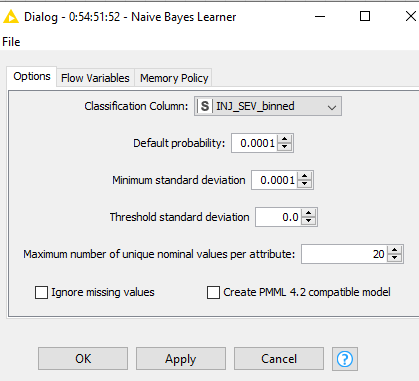 Dialog - 0:54:51:52 - Naive Bayes Learner
File
Options Flow Variables Memory Policy
Classification Column: S INJ_SEV_binned
Default probability: 0.0001
Minimum standard deviation 0.0001
Threshold standard deviation 0.0
Maximum number of unique nominal values per attribute: 20
Ignore missing values Create PMML 4.2 compatible model
OK Apply Cancel ?